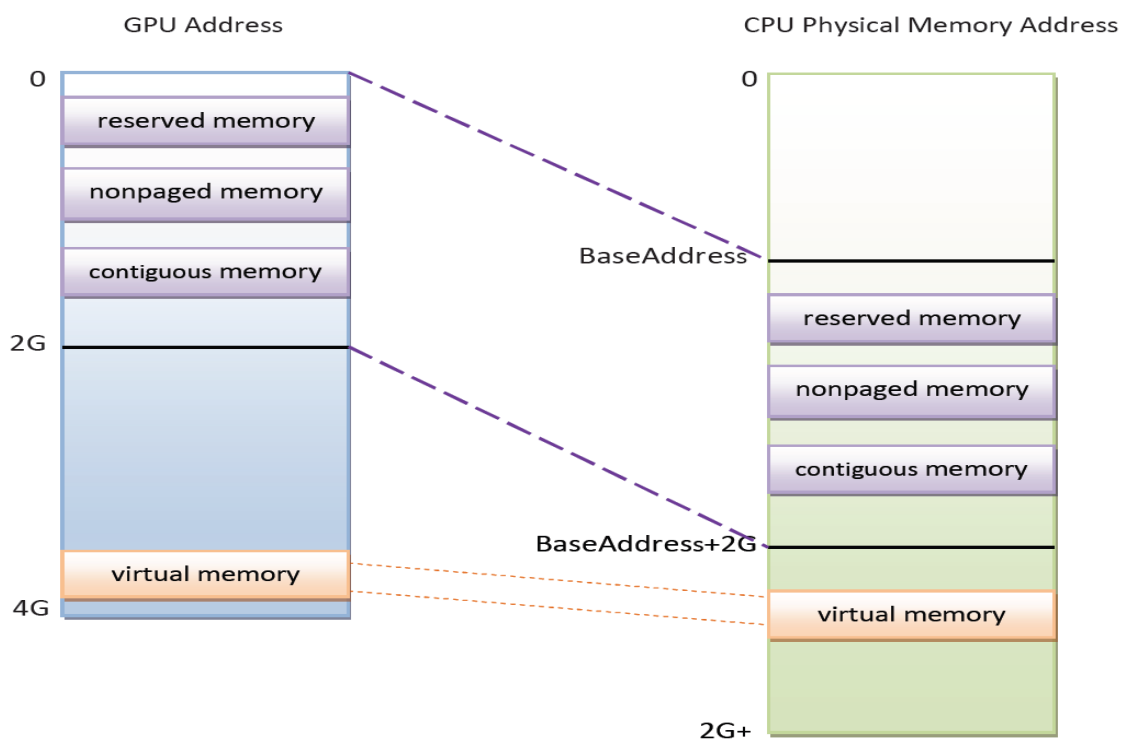 GPU Address
CPU Physical Memory Address
0
reserved memory
nonpaged memory
contiguous memory
2G
virtual memory
4G
0
BaseAddress
reserved memory
nonpaged memory
contiguous memory
BaseAddress+2G
virtual memory
2G+